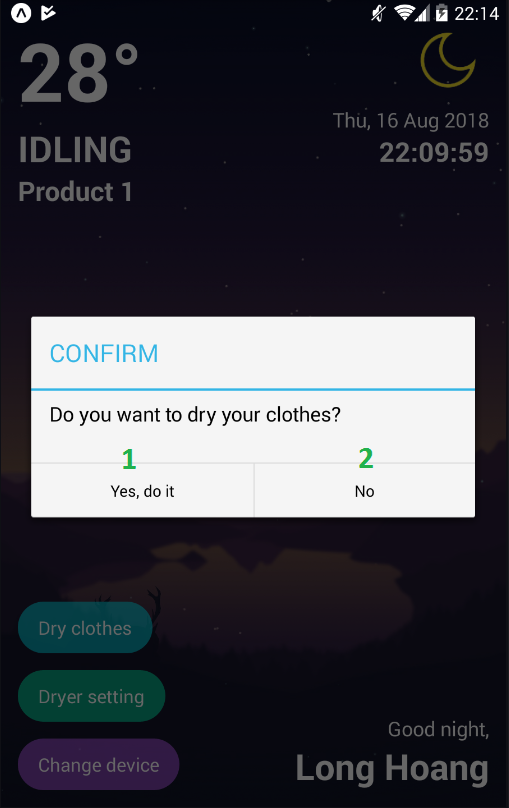 22:14
28°
Thu, 16 Aug 2018
IDLING
22:09:59
Product 1
CONFIRM
Do you want to dry your clothes?
1
2
Yes, do it
No
Dry clothes
Dryer setting
Change device
Good night,
Long Hoang